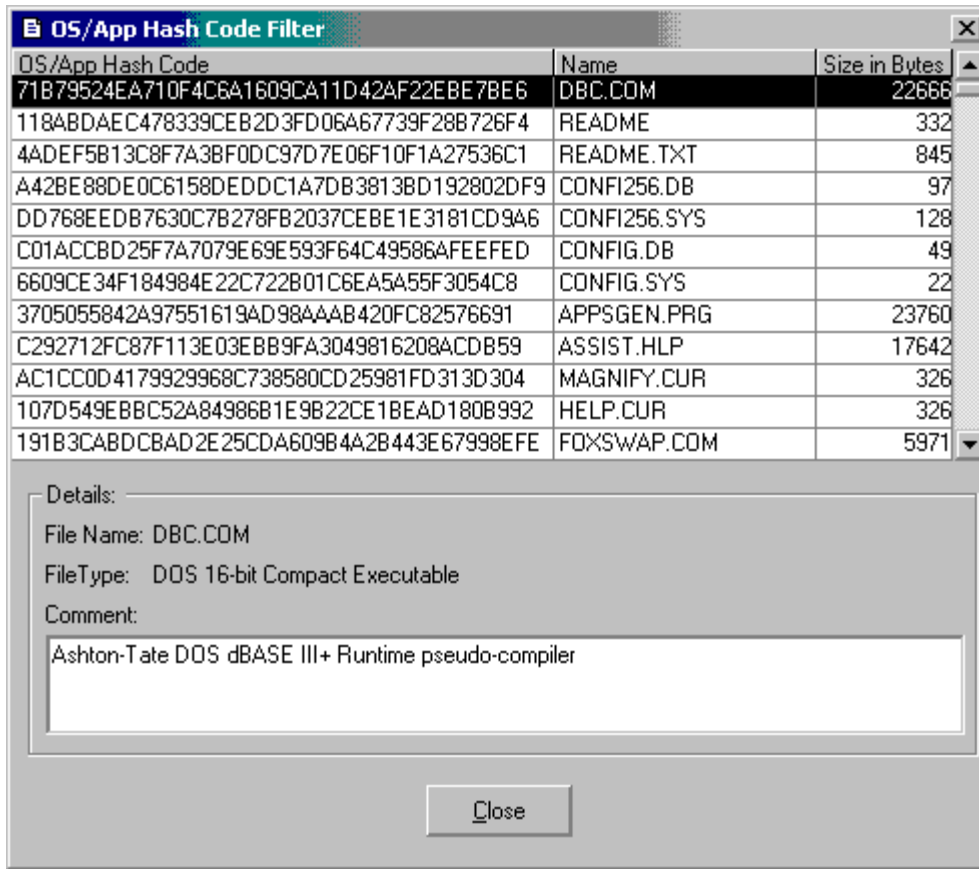 OS/App Hash Code Filter
OS/App Hash Code Name Size in Bytes
71B79524EA710F4C6A1609CA11D42AF22EBE7BE6 DBC.COM 22666
118ABDAEC478339CEB2D3FD06A67739F28B726F4 README 332
4ADEF5B13C8F7A3BF0DC97D7E06F10F1A27536C1 README.TXT 845
A42BE88DE0C6158DEDDC1A7DB3813BD192802DF9 CONFI256.DB 97
DD768EEDB7630C7B278FB2037CEBE1E3181CD9A6 CONFI256.SYS 128
C01ACCBD25F7A7079E69E593F64C49586AFEEFED CONFIG.DB 49
6609CE34F184984E22C722B01C6EA5A55F3054C8 CONFIG.SYS 22
3705055842A97551619AD98AAAB420FC82576691 APPSGEN.PRG 23760
C292712FC87F113E03EBB9FA3049816208ACDB59 ASSIST.HLP 17642
AC1CC0D4179929968C738580CD25981FD313D304 MAGNIFY.CUR 326
107D549EBBC52A84986B1E9B22CE1BEAD180B992 HELP.CUR 326
191B3CABDCBAD2E25CDA609B4A2B443E67998EFE FOXSWAP.COM 5971
Details:
File Name: DBC.COM
FileType: DOS 16-bit Compact Executable
Comment:
Ashton-Tate DOS dBASE III+ Runtime pseudo-compiler
Close